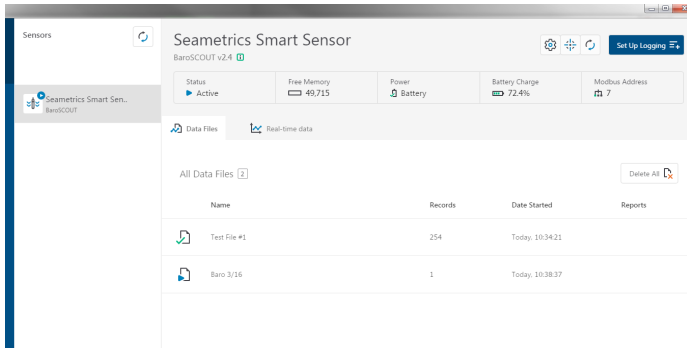 Sensors
Seametrics Smart Sen..
BaroSCOUT
Seametrics Smart Sensor
BaroSCOUT v2.4
Set Up Logging
Status
Active
Free Memory
49,715
Power
Battery
Battery Charge
72.4%
Modbus Address
7
Data Files
Real-time data
All Data Files 2
Delete All
Name Records Date Started Reports
Test File #1 254 Today, 10:34:21
Baro 3/16 1 Today, 10:38:37